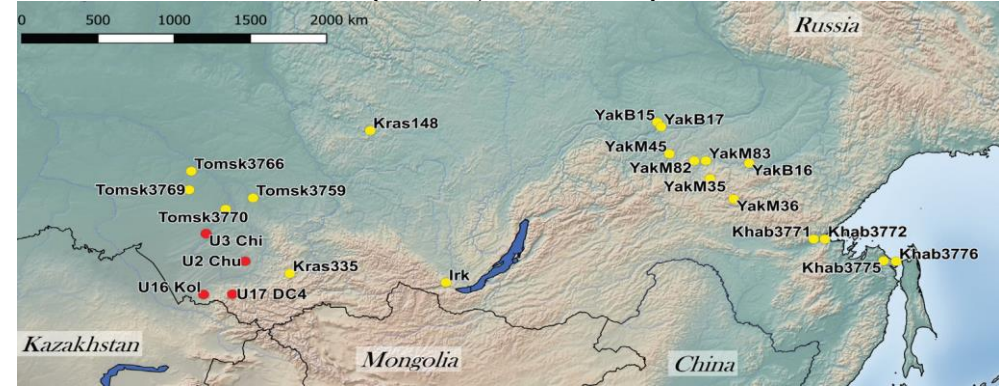 0 500 1000 1500 2000 km
Russia
YakB15 YakB17
Kras148
YakM45 YakM83
Tomsk3766
YakM82 YakB16
Tomsk3769 Tomsk3759
YakM35
YakM36
Tomsk3770
Khab3771 Khab3772
U3 Chi
U2 Chu
Khab3775 Khab3776
Kras335
Irk
U16 Kol U17 DC4
Kazakhstan
Mongolia
China